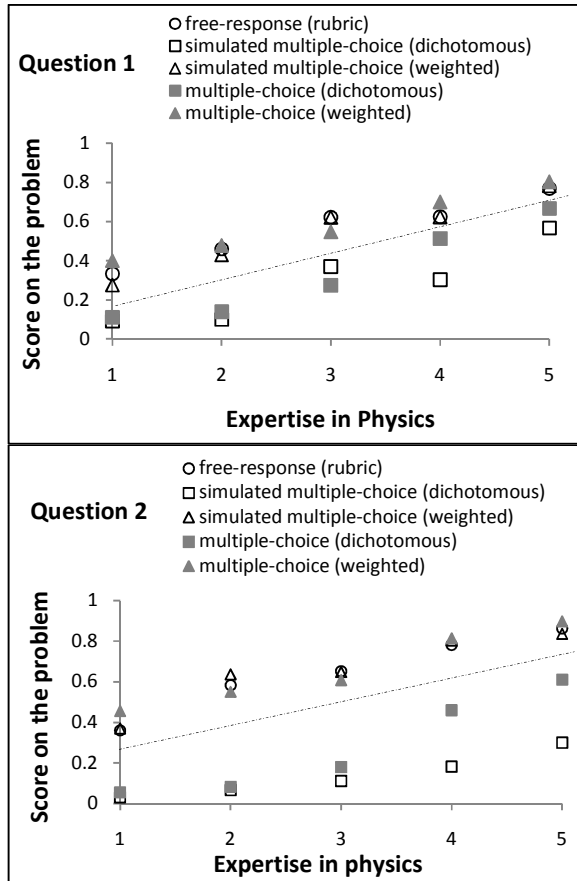 free-response (rubric)
simulated multiple-choice (dichotomous)
Question 1
simulated multiple-choice (weighted)
multiple-choice (dichotomous)
multiple-choice (weighted)
Score on the problem
1
0.8
0.6
0.4
0.2
0
1 2 3 4 5
Expertise in Physics
free-response (rubric)
simulated multiple-choice (dichotomous)
Question 2
simulated multiple-choice (weighted)
multiple-choice (dichotomous)
multiple-choice (weighted)
Score on the problem
1
0.8
0.6
0.4
0.2
0
1 2 3 4 5
Expertise in physics